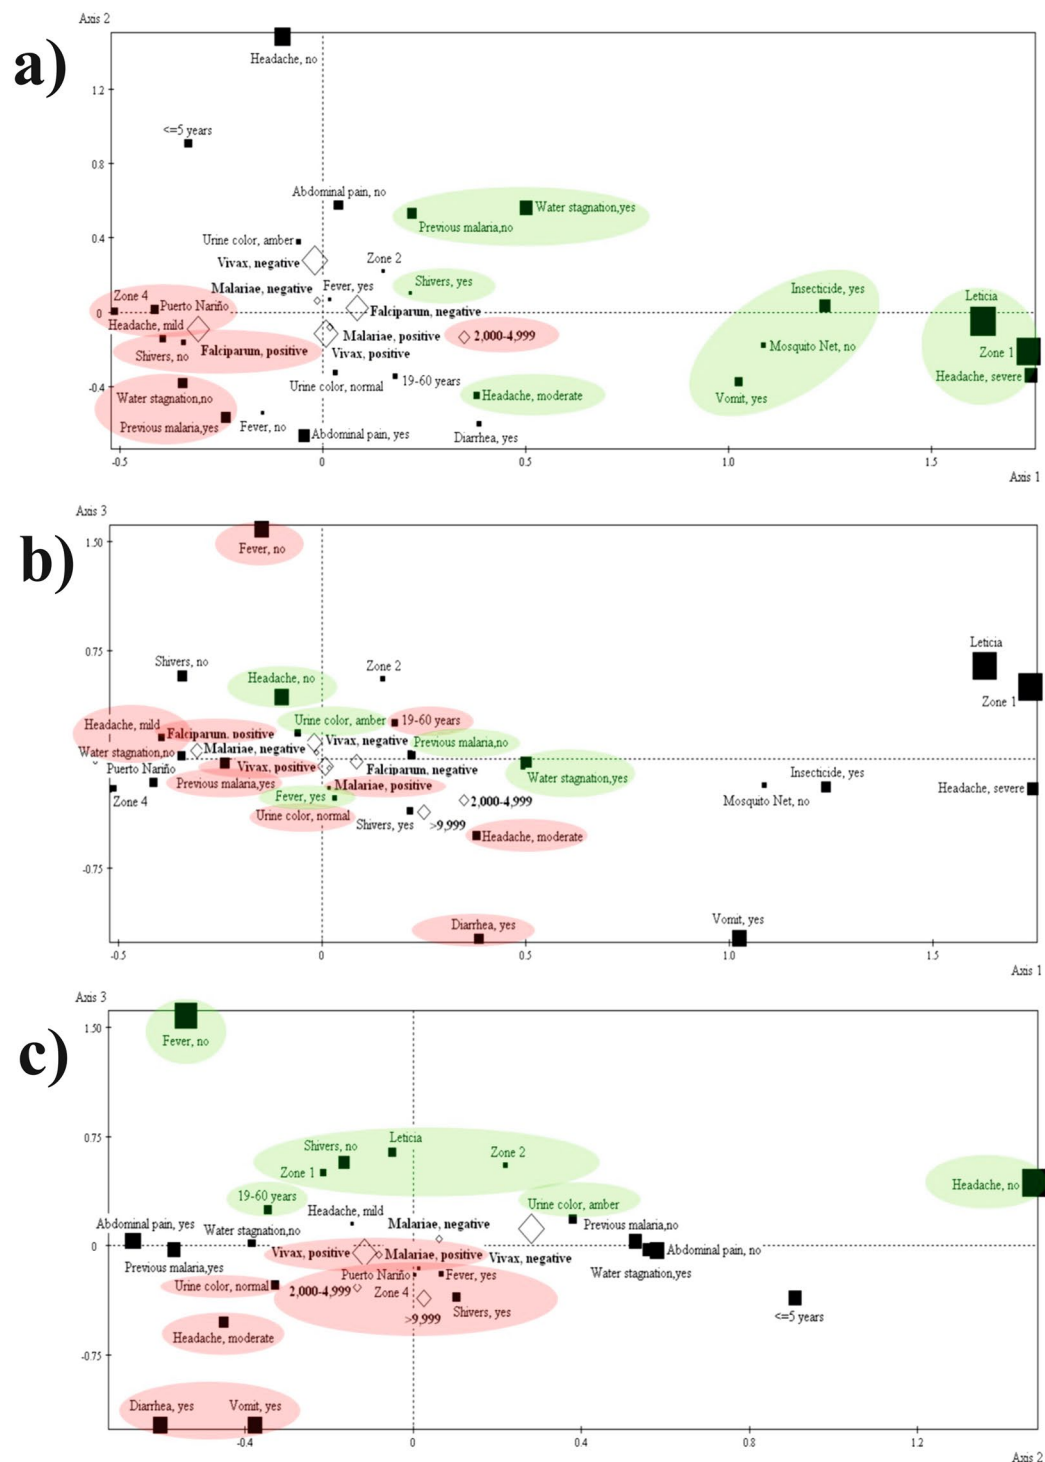 Axis 2
a)
Headache, no
1.2
<=5 years
0.8
Abdominal pain, no
Water stagnation,yes
Previous malaria,no
0.4
Urine color, amber
Vivax, negative
Zone 2
Shivers, yes
Malariae, negative
Fever, yes
Insecticide, yes
Leticia
Zone 4
Puerto Nariño
Falciparum, negative
0
Headache, mild
Malariae, positive
2,000-4,999
Mosquito Net, no
Zone 1
Shivers, no
Falciparum, positive
Vivax, positive
Headache, severe
-0.4
Urine color, normal
19-60 years
Water stagnation,no
Headache, moderate
Vomit, yes
Previous malaria,yes
Fever, no
Abdominal pain, yes
Diarrhea, yes
-0.5
0
0.5
1.0
1.5
Axis 1
Axis 3
b)
1.50
Fever, no
0.75
Shivers, no
Zone 2
Leticia
Headache, no
Zone 1
Headache, mild
Urine color, amber
19-60 years
Falciparum, positive
Vivax, negative
Previous malaria,no
Water stagnation,no
Malariae, negative
0
Puerto Nariño
Vivax, positive
Falciparum, negative
Water stagnation,yes
Insecticide, yes
Previous malaria,yes
Malariae, positive
Headache, severe
Zone 4
Fever, yes
2,000-4,999
Mosquito Net, no
Urine color, normal
Shivers, yes
>9,999
Headache, moderate
-0.75
Diarrhea, yes
Vomit, yes
-0.5
0
0.5
1.0
1.5
Axis 1
Axis 3
c)
1.50
Fever, no
0.75
Shivers, no
Leticia
Zone 2
Zone 1
Headache, no
19-60 years
Urine color, amber
Headache, mild
Abdominal pain, yes
Water stagnation,no
Malariae, negative
Previous malaria,no
0
Vivax, positive
Malariae, positive
Vivax, negative
Abdominal pain, no
Previous malaria,yes
Puerto Nariño
Fever, yes
Water stagnation,yes
Urine color, normal
2,000-4,999
Zone 4
>9,999
Shivers, yes
<=5 years
Headache, moderate
-0.75
Diarrhea, yes
Vomit, yes
-0.4
0
0.4
0.8
1.2
Axis 2